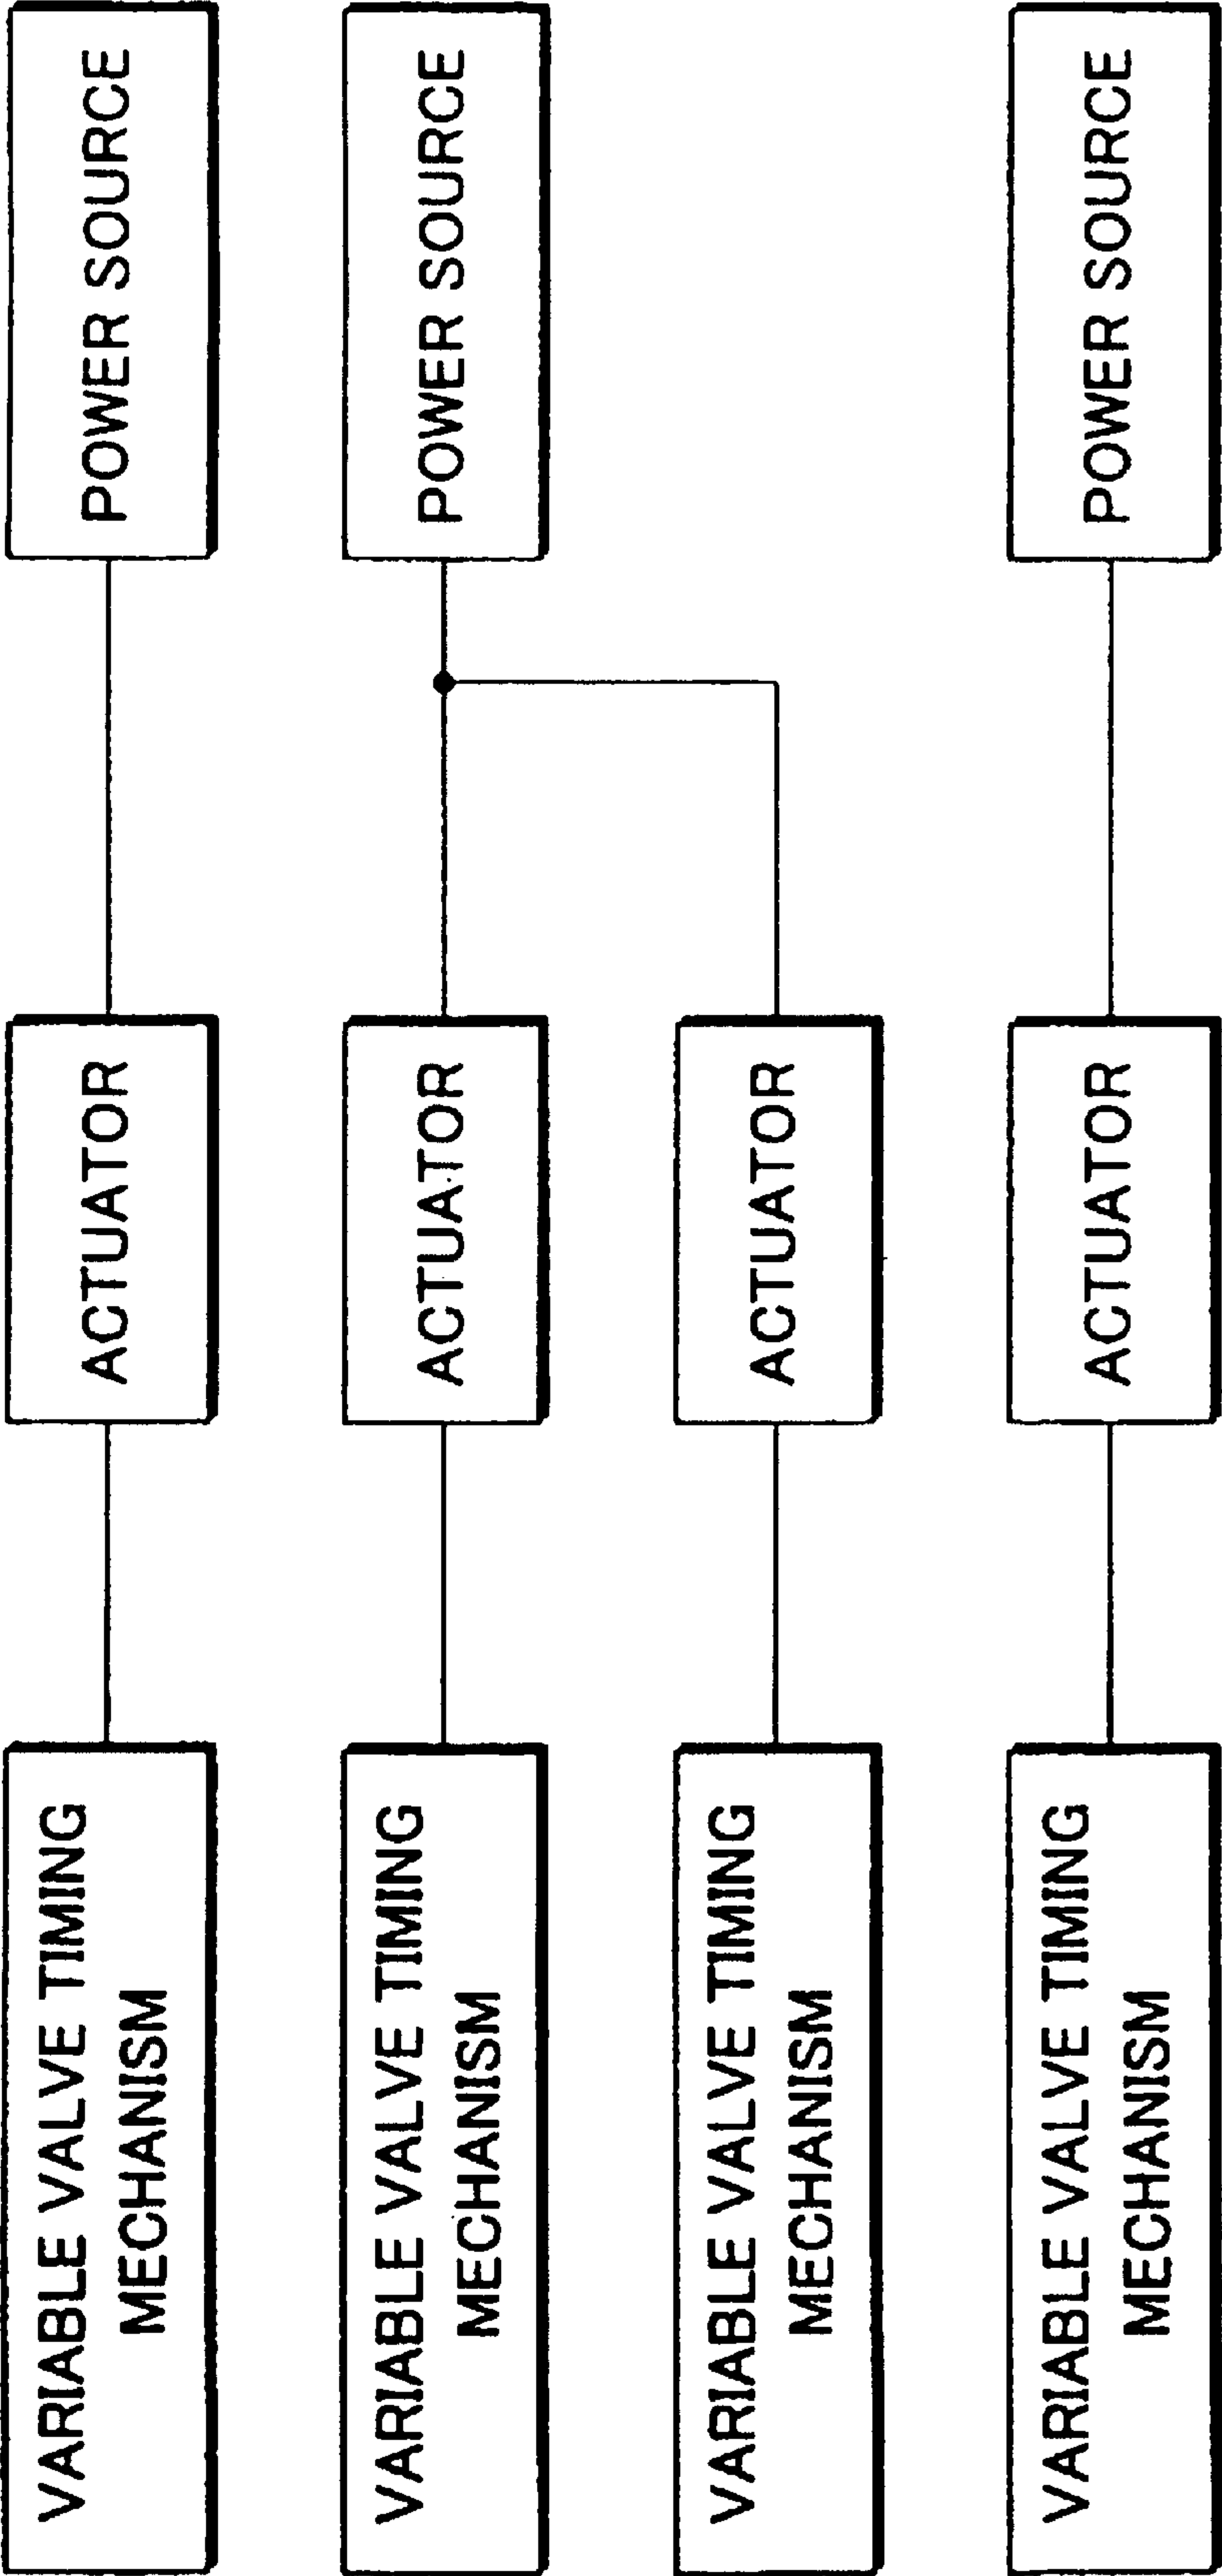 VARIABLE VALVE TIMING
MECHANISM
ACTUATOR
POWER SOURCE
VARIABLE VALVE TIMING
MECHANISM
ACTUATOR
POWER SOURCE
VARIABLE VALVE TIMING
MECHANISM
ACTUATOR
VARIABLE VALVE TIMING
MECHANISM
ACTUATOR
POWER SOURCE